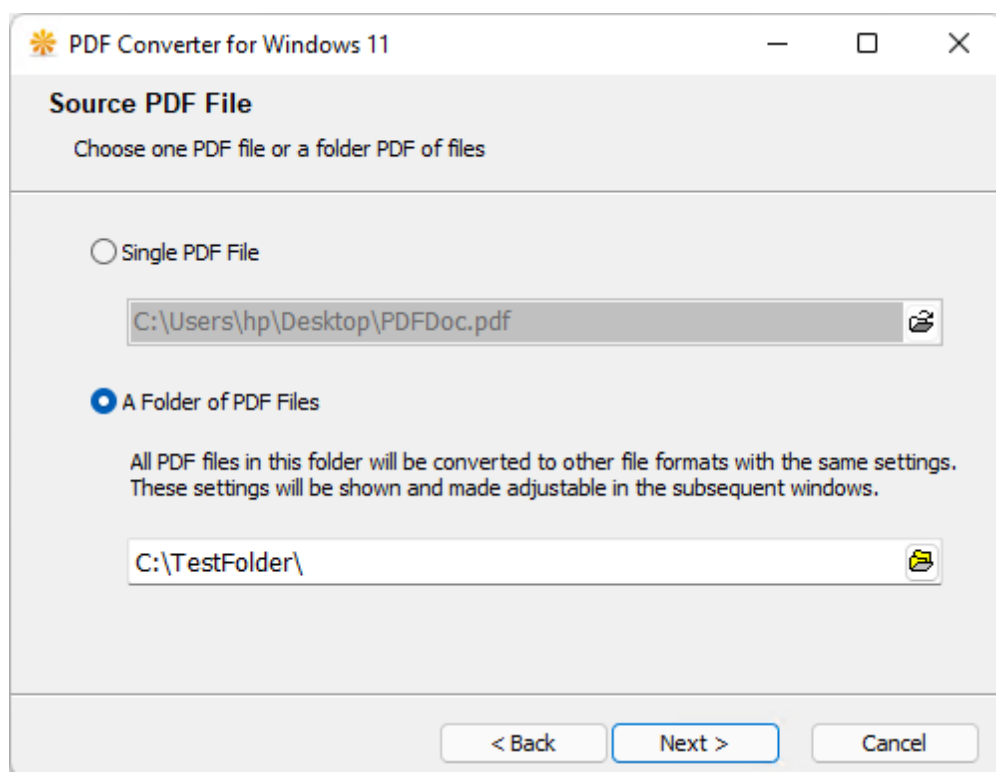 PDF Converter for Windows 11
Source PDF File
Choose one PDF file or a folder PDF of files
Single PDF File
C:\Users\hp\Desktop\PDFDoc.pdf
A Folder of PDF Files
All PDF files in this folder will be converted to other file formats with the same settings.
These settings will be shown and made adjustable in the subsequent windows.
C:\TestFolder\
< Back
Next >
Cancel